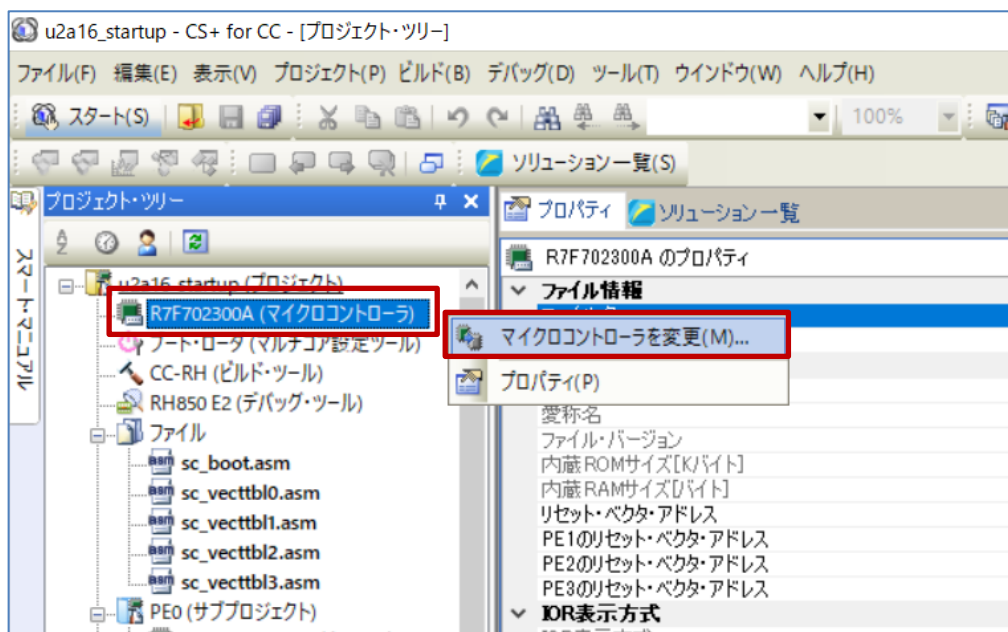 u2a16_startup - CS+ for CC - [プロジェクト・ツリー]
ファイル(F) 編集(E) 表示(V) プロジェクト(P) ビルド(B) デバッグ(D) ツール(T) ウインドウ(W) ヘルプ(H)
スタート(S) 100%
ソリューション一覧(S)
スマート・マニュアル
プロジェクト・ツリー
u2a16_startup (プロジェクト)
R7F702300A (マイクロコントローラ)
ブート・ローダ (マルチコア設定ツール)
CC-RH (ビルド・ツール)
RH850 E2 (デバッグ・ツール)
ファイル
sc_boot.asm
sc_vecttbl0.asm
sc_vecttbl1.asm
sc_vecttbl2.asm
sc_vecttbl3.asm
PE0 (サブプロジェクト)
マイクロコントローラを変更(M)...
プロパティ(P)
プロパティ ソリューション一覧
R7F702300A のプロパティ
ファイル情報
愛称名
ファイル・バージョン
内蔵ROMサイズ[Kバイト]
内蔵RAMサイズ[バイト]
リセット・ベクタ・アドレス
PE1のリセット・ベクタ・アドレス
PE2のリセット・ベクタ・アドレス
PE3のリセット・ベクタ・アドレス
IOR表示方式